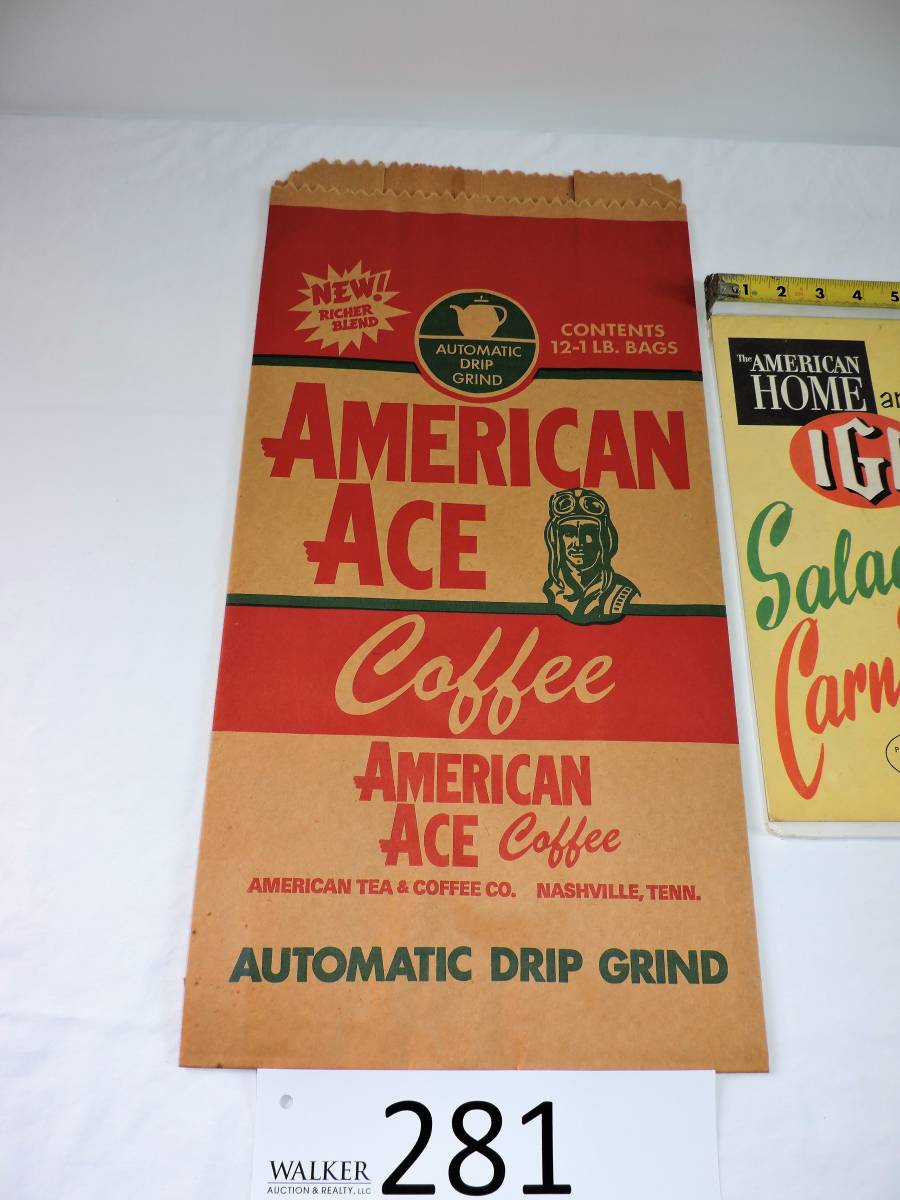 NEW!
RICHER
BLEND
AUTOMATIC
DRIP
GRIND
CONTENTS
12-1 LB. BAGS
AMERICAN
ACE
Coffee
AMERICAN
ACE Coffee
AMERICAN TEA & COFFEE CO. NASHVILLE, TENN.
AUTOMATIC DRIP GRIND
1 2 3 4 5
The AMERICAN
HOME
281
WALKER
AUCTION & REALTY, LLC